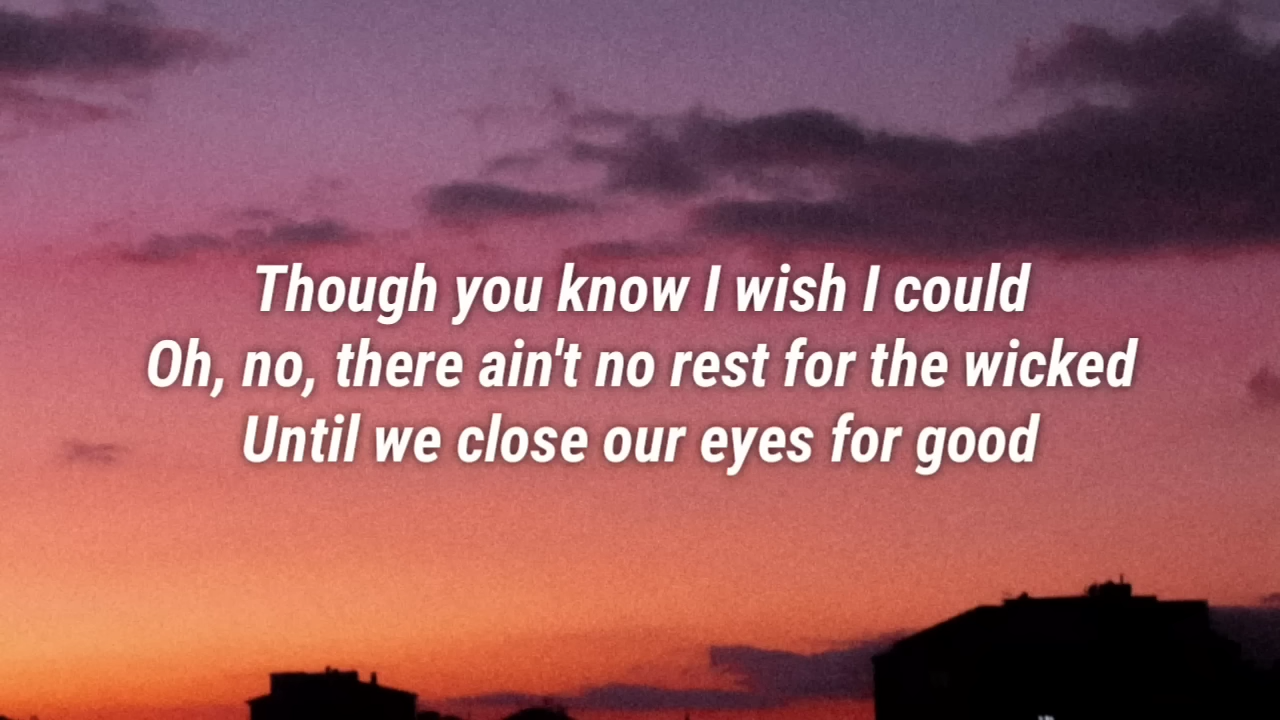 Though you know I wish I could
Oh, no, there ain't no rest for the wicked
Until we close our eyes for good